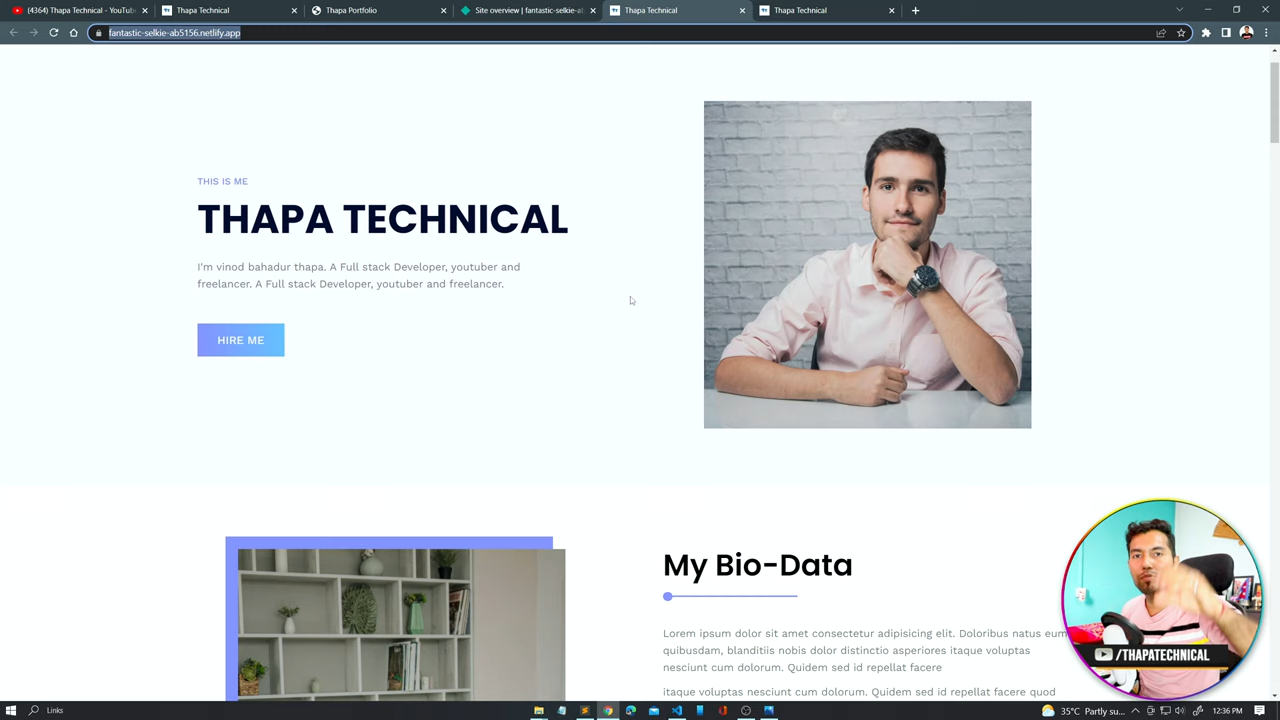 (4364) Thapa Technical - YouTub
Thapa Technical
Thapa Portfolio
Site overview | fantastic-selkie-ab
Thapa Technical
Thapa Technical
fantastic-selkie-ab5156.netlify.app
THIS IS ME
THAPA TECHNICAL
I'm vinod bahadur thapa. A Full stack Developer, youtuber and
freelancer. A Full stack Developer, youtuber and freelancer.
HIRE ME
My Bio-Data
Lorem ipsum dolor sit amet consectetur adipisicing elit. Doloribus natus eum
quibusdam, blanditiis nobis dolor distinctio asperiores itaque voluptas
nesciunt cum dolorum. Quidem sed id repellat facere
itaque voluptas nesciunt cum dolorum. Quidem sed id repellat facere quod
/THAPATECHNICAL
Links
35°C Partly su...
12:36 PM